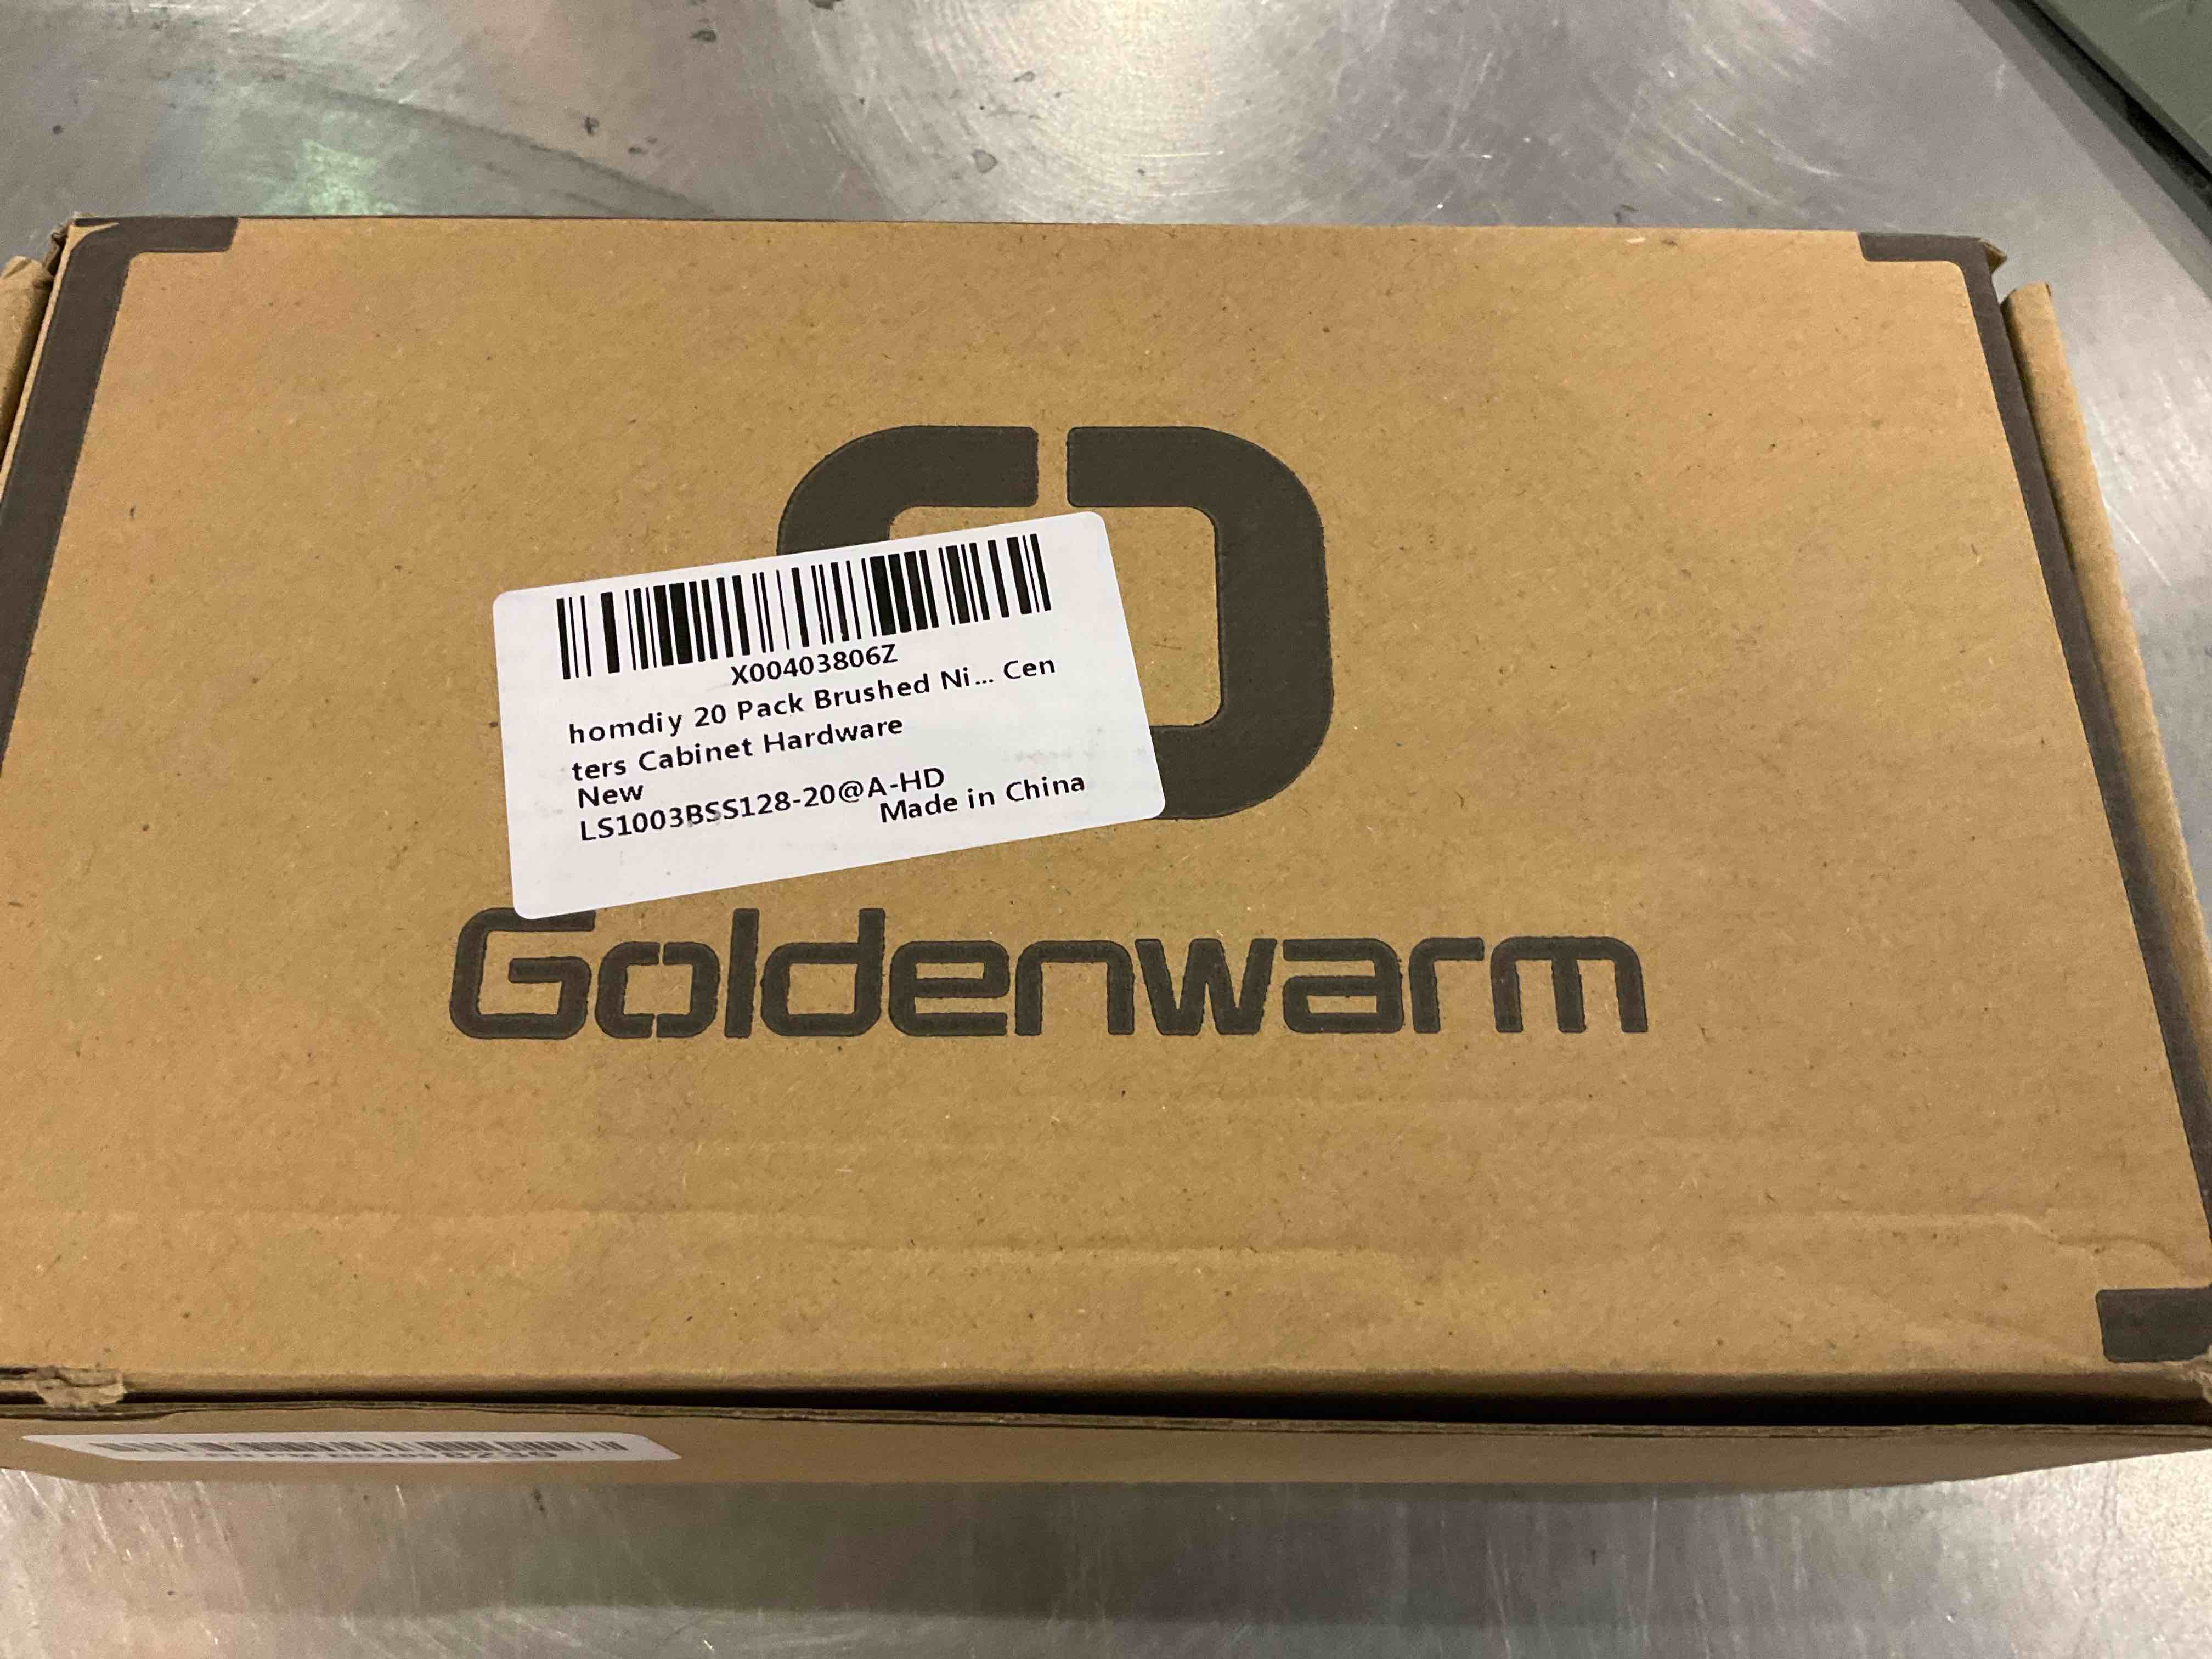 X00403806Z
homdiy 20 Pack Brushed Ni... Cen
ters Cabinet Hardware
New
LS1003BSS128-20@A-HD
Made in China
Goldenwarm